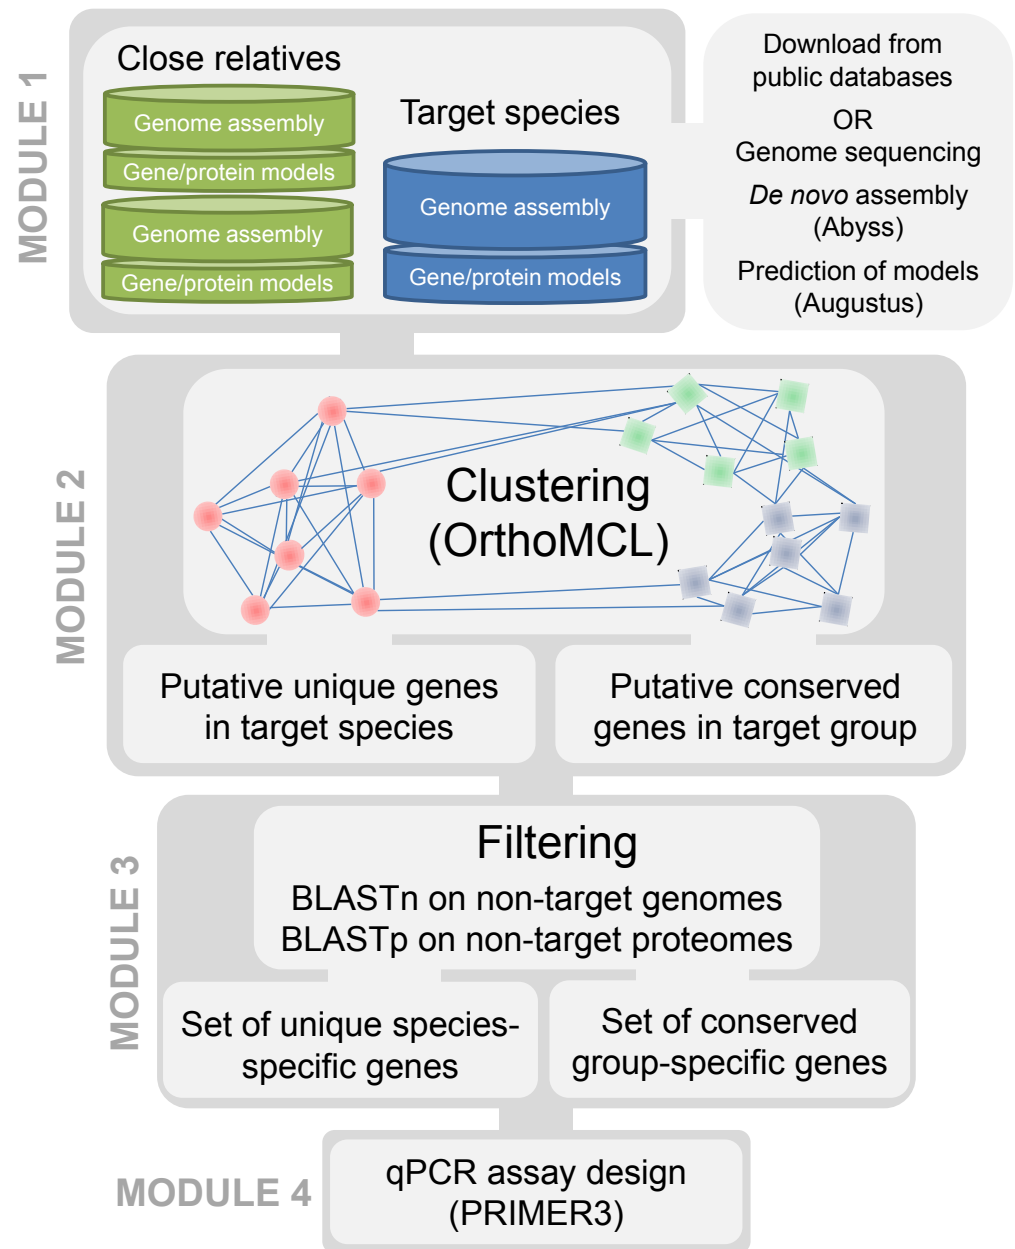 MODULE 1
Close relatives
Genome assembly
Gene/protein models
Genome assembly
Gene/protein models
Target species
Genome assembly
Gene/protein models
Download from
public databases
OR
Genome sequencing
De novo assembly
(Abyss)
Prediction of models
(Augustus)
MODULE 2
Clustering
(OrthoMCL)
Putative unique genes
in target species
Putative conserved
genes in target group
MODULE 3
Filtering
BLASTn on non-target genomes
BLASTp on non-target proteomes
Set of unique species-
specific genes
Set of conserved
group-specific genes
MODULE 4
qPCR assay design
(PRIMER3)